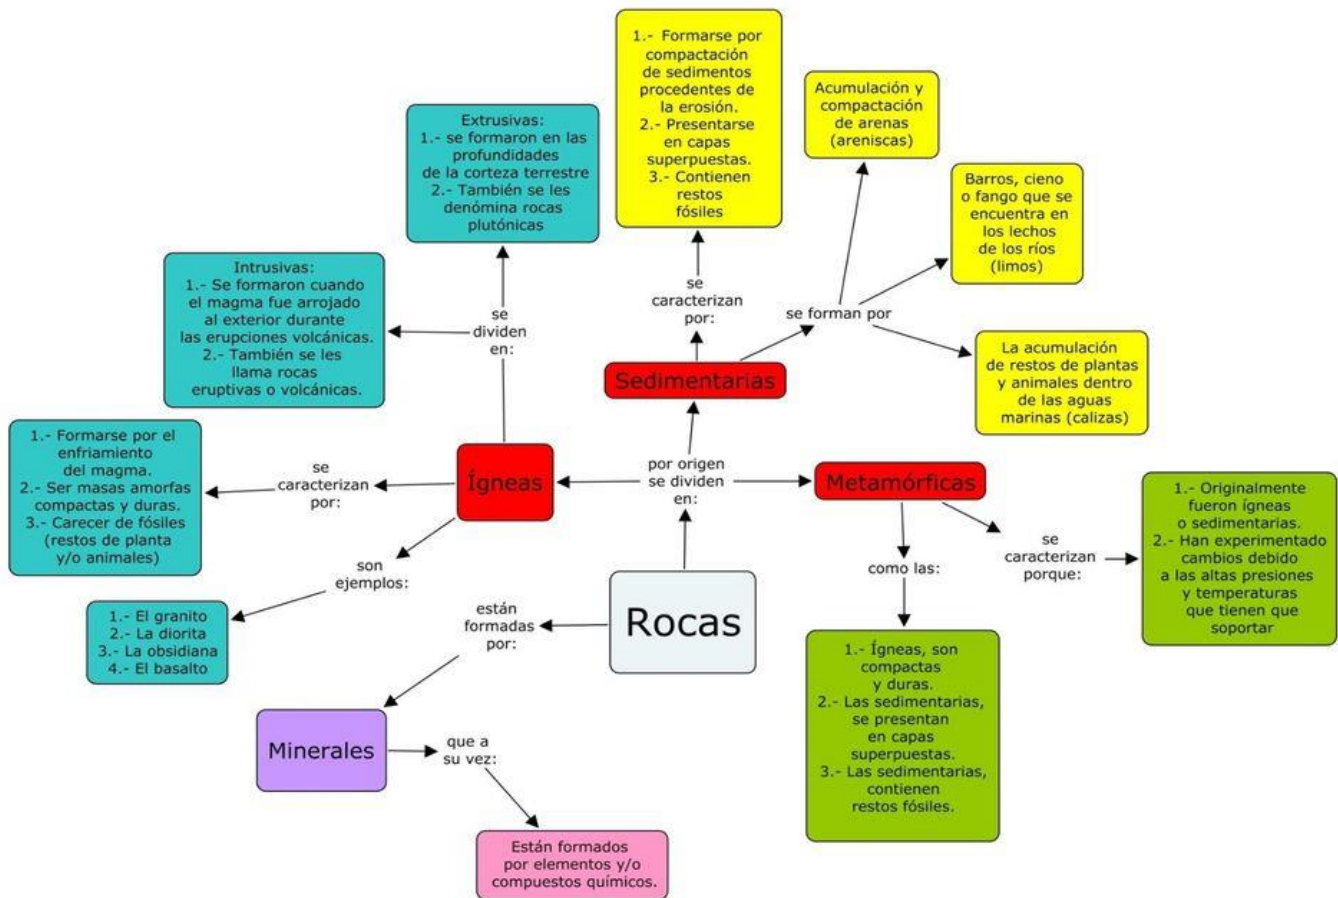 Rocas
por origen
se dividen
en:
Ígneas
se
dividen
en:
Extrusivas:
1.- se formaron en las
profundidades
de la corteza terrestre
2.- También se les
denómina rocas
plutónicas
Intrusivas:
1.- Se formaron cuando
el magma fue arrojado
al exterior durante
las erupciones volcánicas.
2.- También se les
llama rocas
eruptivas o volcánicas.
se
caracterizan
por:
1.- Formarse por el
enfriamiento
del magma.
2.- Ser masas amorfas
compactas y duras.
3.- Carecer de fósiles
(restos de planta
y/o animales)
son
ejemplos:
1.- El granito
2.- La diorita
3.- La obsidiana
4.- El basalto
Sedimentarias
se
caracterizan
por:
1.- Formarse por
compactación
de sedimentos
procedentes de
la erosión.
2.- Presentarse
en capas
superpuestas.
3.- Contienen
restos
fósiles
se forman por
Acumulación y
compactación
de arenas
(areniscas)
Barros, cieno
o fango que se
encuentra en
los lechos
de los ríos
(limos)
La acumulación
de restos de plantas
y animales dentro
de las aguas
marinas (calizas)
Metamórficas
se
caracterizan
porque:
1.- Originalmente
fueron ígneas
o sedimentarias.
2.- Han experimentado
cambios debido
a las altas presiones
y temperaturas
que tienen que
soportar
como las:
1.- Ígneas, son
compactas
y duras.
2.- Las sedimentarias,
se presentan
en capas
superpuestas.
3.- Las sedimentarias,
contienen
restos fósiles.
están
formadas
por:
Minerales
que a
su vez:
Están formados
por elementos y/o
compuestos químicos.